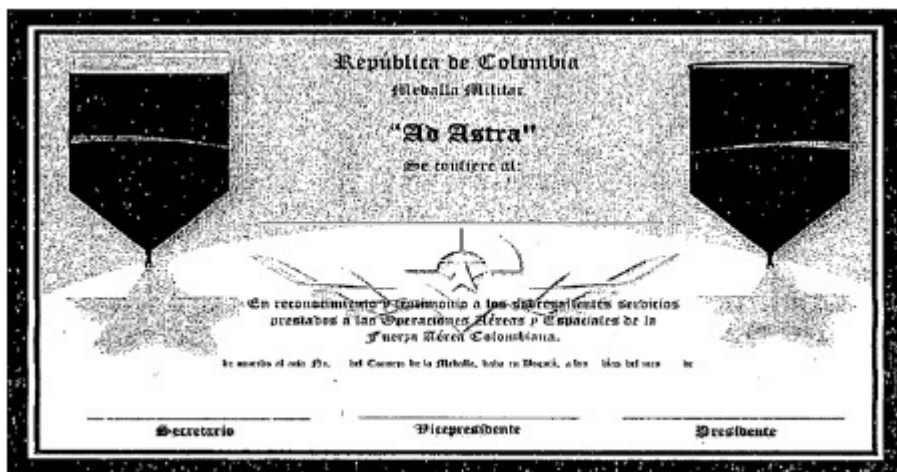 República de Colombia
Medalla Militar
"Ad Astra"
Se confiere al:
En reconocimiento y testimonio a los sobresalientes servicios
prestados a las Operaciones Aéreas y Espaciales de la
Fuerza Aérea Colombiana.
de acuerdo al acta No. del Consejo de la Medalla, dada en Bogotá, a los días del mes de
Secretario Vicepresidente Presidente